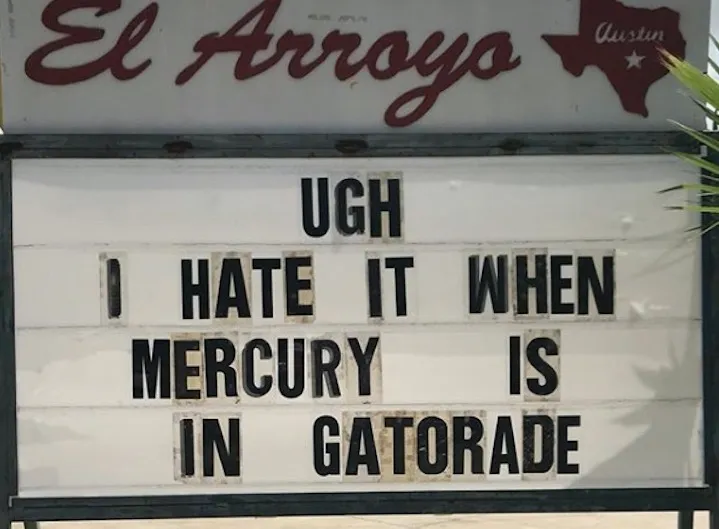 El Arroyo
Austin
UGH
I HATE IT WHEN
MERCURY IS
IN GATORADE